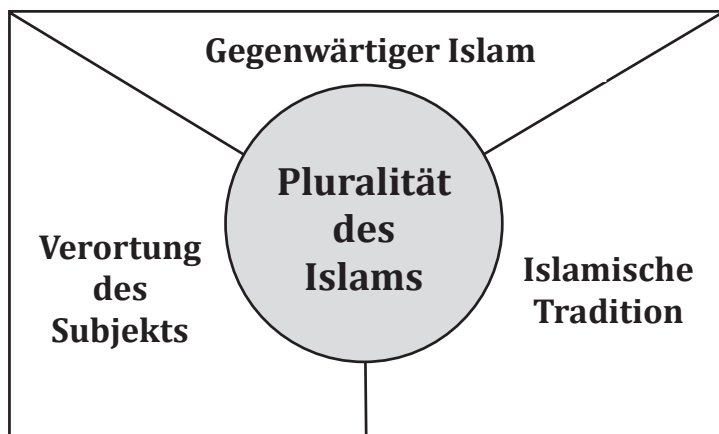 Gegenwärtiger Islam
Pluralität
des
Islams
Verortung
des
Subjekts
Islamische
Tradition